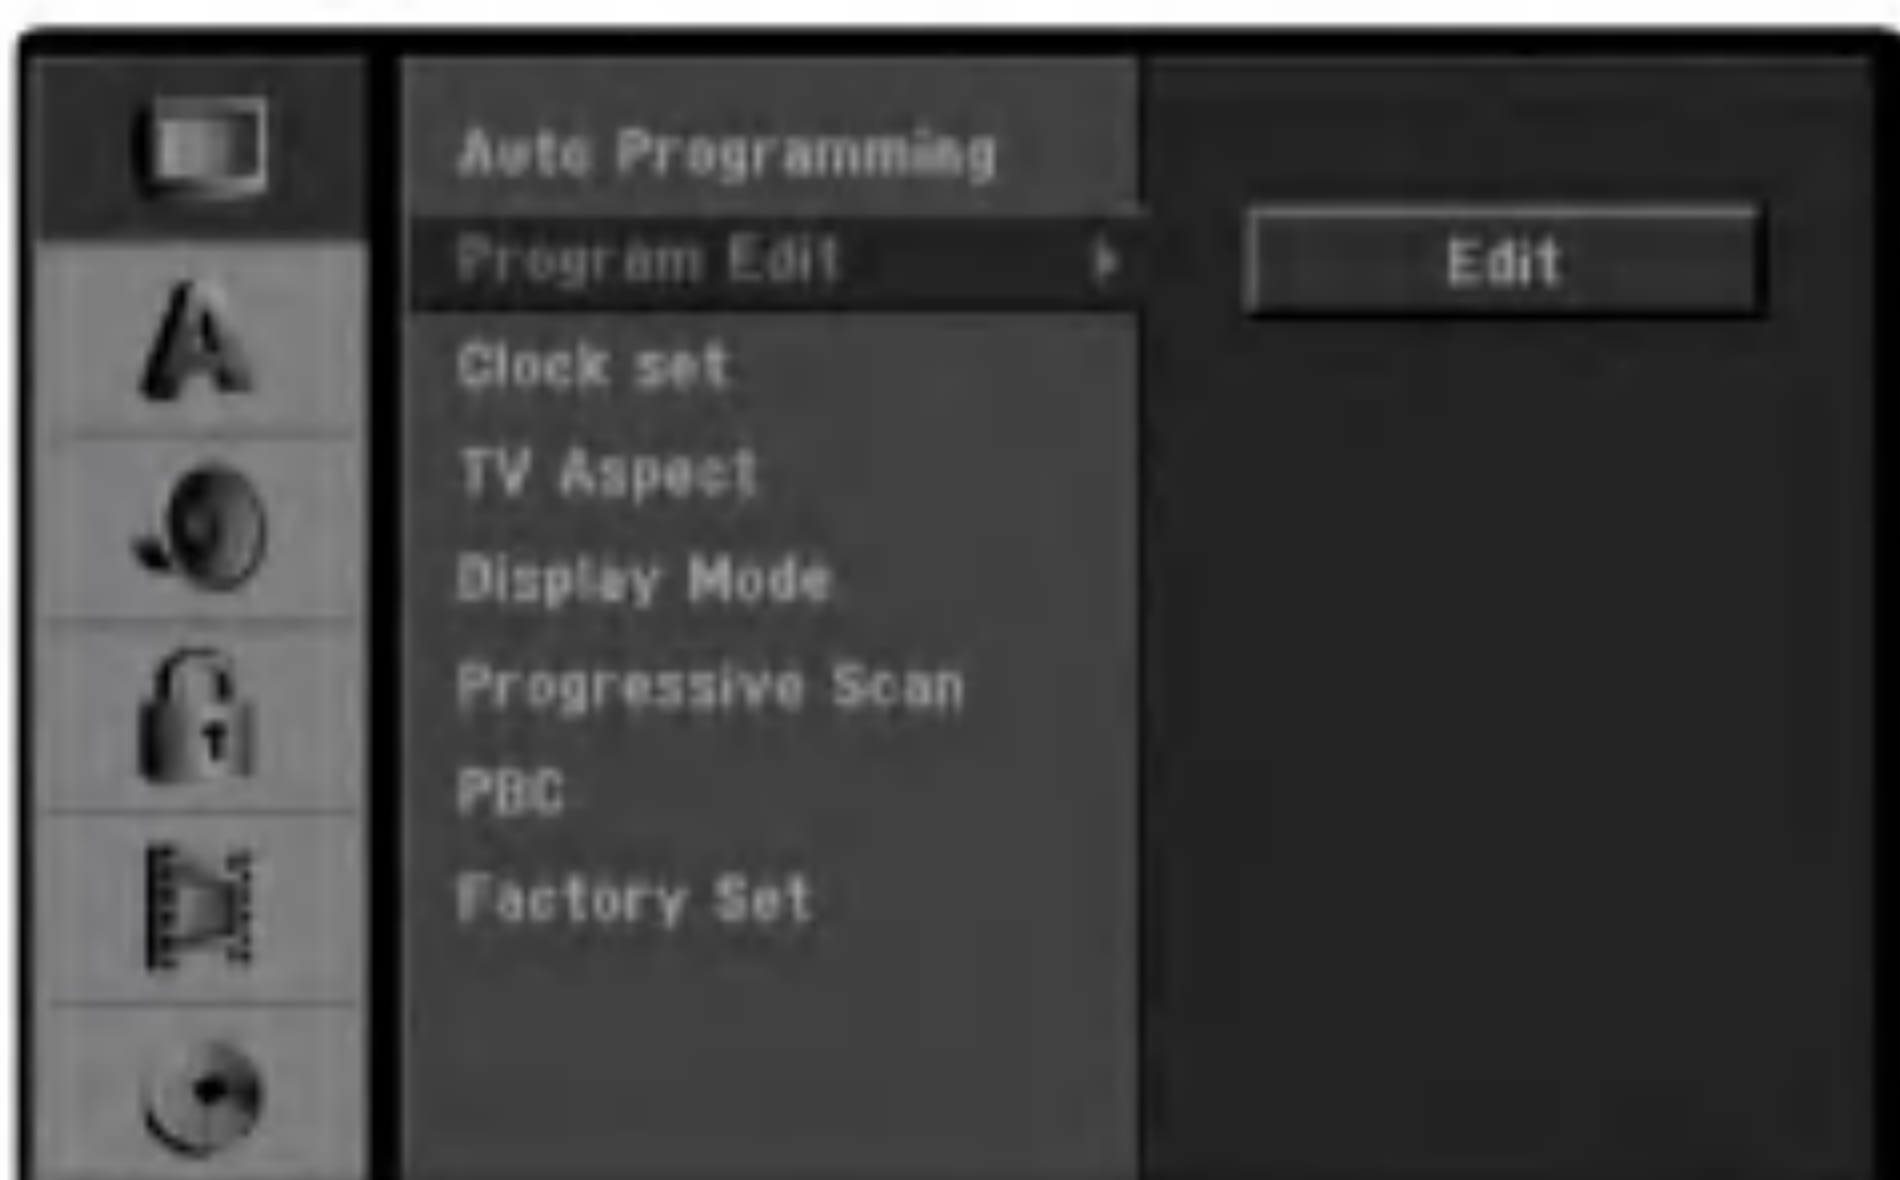 Auto Programming
Program Edit
Edit
Clock set
TV Aspect
Display Mode
Progressive Scan
PBC
Factory Set